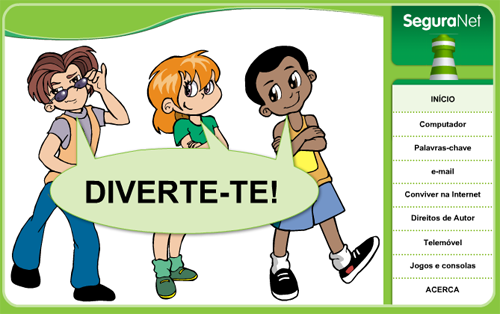 SeguraNet
DIVERTE-TE!
INÍCIO
Computador
Palavras-chave
e-mail
Conviver na Internet
Direitos de Autor
Telemóvel
Jogos e consolas
ACERCA